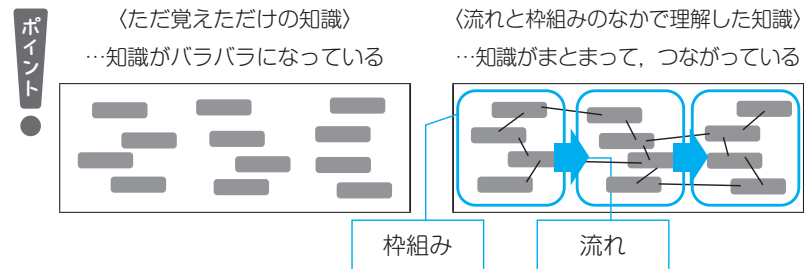 ポイント
〈ただ覚えただけの知識〉
…知識がバラバラになっている
〈流れと枠組みのなかで理解した知識〉
…知識がまとまって，つながっている
枠組み
流れ